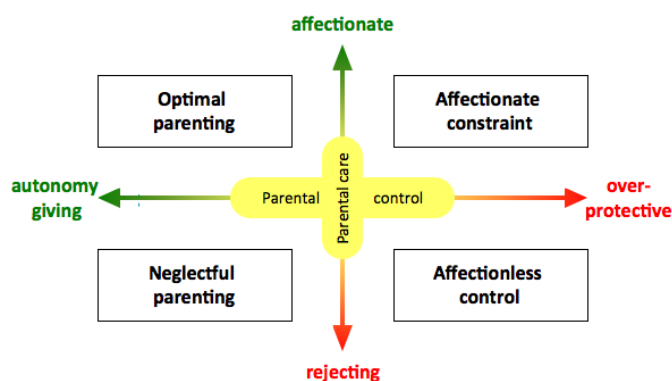 affectionate
Optimal
parenting
Affectionate
constraint
autonomy
giving
Parental
Parental care
control
over-
protective
Neglectful
parenting
Affectionless
control
rejecting